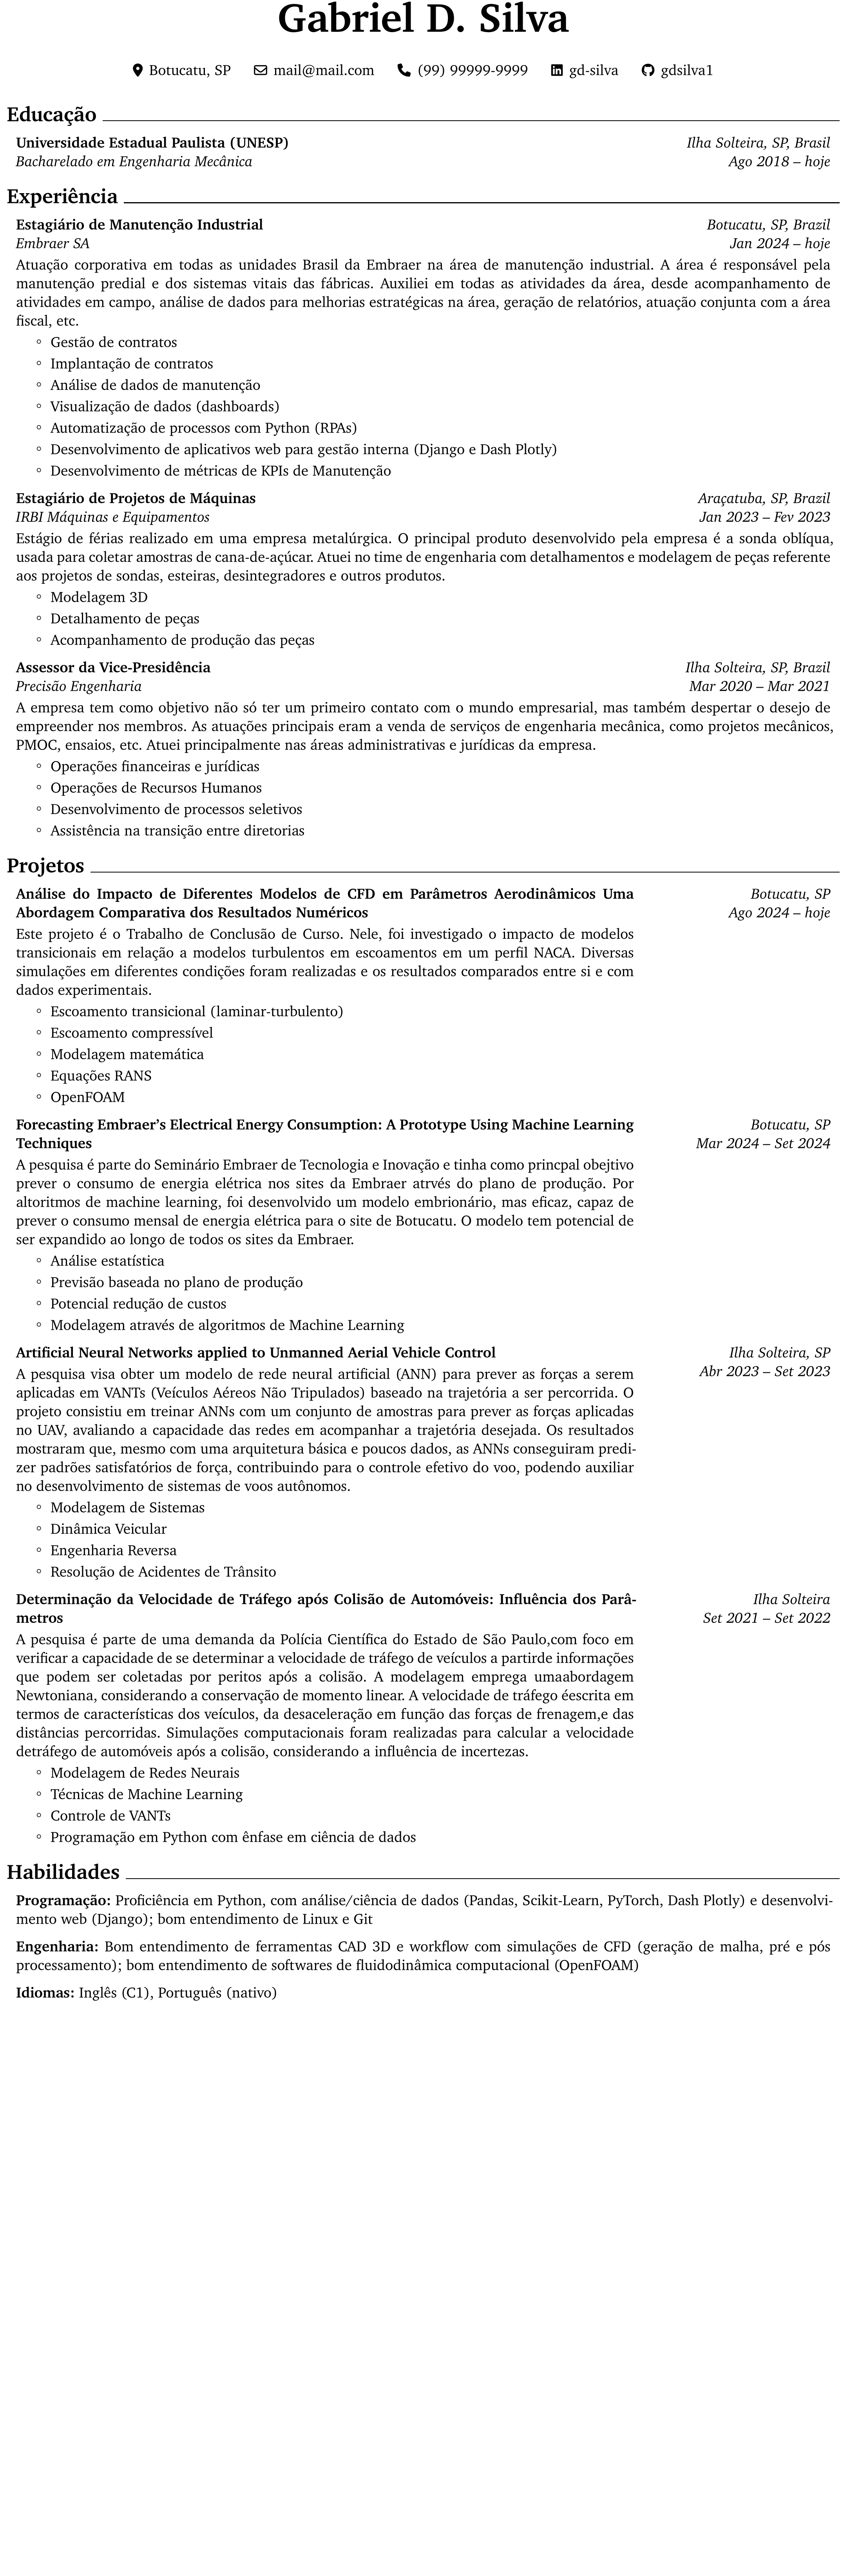 Gabriel D. Silva
Botucatu, SP mail@mail.com (99) 99999-9999 gd-silva gdsilva1
Educação
Universidade Estadual Paulista (UNESP) Ilha Solteira, SP, Brasil
Bacharelado em Engenharia Mecânica Ago 2018 – hoje
Experiência
Estagiário de Manutenção Industrial Botucatu, SP, Brazil
Embraer SA Jan 2024 – hoje
Atuação corporativa em todas as unidades Brasil da Embraer na área de manutenção industrial. A área é responsável pela
manutenção predial e dos sistemas vitais das fábricas. Auxiliei em todas as atividades da área, desde acompanhamento de
atividades em campo, análise de dados para melhorias estratégicas na área, geração de relatórios, atuação conjunta com a área
fiscal, etc.
◦ Gestão de contratos
◦ Implantação de contratos
◦ Análise de dados de manutenção
◦ Visualização de dados (dashboards)
◦ Automatização de processos com Python (RPAs)
◦ Desenvolvimento de aplicativos web para gestão interna (Django e Dash Plotly)
◦ Desenvolvimento de métricas de KPIs de Manutenção
Estagiário de Projetos de Máquinas Araçatuba, SP, Brazil
IRBI Máquinas e Equipamentos Jan 2023 – Fev 2023
Estágio de férias realizado em uma empresa metalúrgica. O principal produto desenvolvido pela empresa é a sonda oblíqua,
usada para coletar amostras de cana-de-açúcar. Atuei no time de engenharia com detalhamentos e modelagem de peças referente
aos projetos de sondas, esteiras, desintegradores e outros produtos.
◦ Modelagem 3D
◦ Detalhamento de peças
◦ Acompanhamento de produção das peças
Assessor da Vice-Presidência Ilha Solteira, SP, Brazil
Precisão Engenharia Mar 2020 – Mar 2021
A empresa tem como objetivo não só ter um primeiro contato com o mundo empresarial, mas também despertar o desejo de
empreender nos membros. As atuações principais eram a venda de serviços de engenharia mecânica, como projetos mecânicos,
PMOC, ensaios, etc. Atuei principalmente nas áreas administrativas e jurídicas da empresa.
◦ Operações financeiras e jurídicas
◦ Operações de Recursos Humanos
◦ Desenvolvimento de processos seletivos
◦ Assistência na transição entre diretorias
Projetos
Análise do Impacto de Diferentes Modelos de CFD em Parâmetros Aerodinâmicos Uma Botucatu, SP
Abordagem Comparativa dos Resultados Numéricos Ago 2024 – hoje
Este projeto é o Trabalho de Conclusão de Curso. Nele, foi investigado o impacto de modelos
transicionais em relação a modelos turbulentos em escoamentos em um perfil NACA. Diversas
simulações em diferentes condições foram realizadas e os resultados comparados entre si e com
dados experimentais.
◦ Escoamento transicional (laminar-turbulento)
◦ Escoamento compressível
◦ Modelagem matemática
◦ Equações RANS
◦ OpenFOAM
Forecasting Embraer’s Electrical Energy Consumption: A Prototype Using Machine Learning Botucatu, SP
Techniques Mar 2024 – Set 2024
A pesquisa é parte do Seminário Embraer de Tecnologia e Inovação e tinha como princpal obejtivo
prever o consumo de energia elétrica nos sites da Embraer atrvés do plano de produção. Por
altoritmos de machine learning, foi desenvolvido um modelo embrionário, mas eficaz, capaz de
prever o consumo mensal de energia elétrica para o site de Botucatu. O modelo tem potencial de
ser expandido ao longo de todos os sites da Embraer.
◦ Análise estatística
◦ Previsão baseada no plano de produção
◦ Potencial redução de custos
◦ Modelagem através de algoritmos de Machine Learning
Artificial Neural Networks applied to Unmanned Aerial Vehicle Control Ilha Solteira, SP
Abr 2023 – Set 2023
A pesquisa visa obter um modelo de rede neural artificial (ANN) para prever as forças a serem
aplicadas em VANTs (Veículos Aéreos Não Tripulados) baseado na trajetória a ser percorrida. O
projeto consistiu em treinar ANNs com um conjunto de amostras para prever as forças aplicadas
no UAV, avaliando a capacidade das redes em acompanhar a trajetória desejada. Os resultados
mostraram que, mesmo com uma arquitetura básica e poucos dados, as ANNs conseguiram predi-
zer padrões satisfatórios de força, contribuindo para o controle efetivo do voo, podendo auxiliar
no desenvolvimento de sistemas de voos autônomos.
◦ Modelagem de Sistemas
◦ Dinâmica Veicular
◦ Engenharia Reversa
◦ Resolução de Acidentes de Trânsito
Determinação da Velocidade de Tráfego após Colisão de Automóveis: Influência dos Parâ- Ilha Solteira
metros Set 2021 – Set 2022
A pesquisa é parte de uma demanda da Polícia Científica do Estado de São Paulo,com foco em
verificar a capacidade de se determinar a velocidade de tráfego de veículos a partirde informações
que podem ser coletadas por peritos após a colisão. A modelagem emprega umaabordagem
Newtoniana, considerando a conservação de momento linear. A velocidade de tráfego éescrita em
termos de características dos veículos, da desaceleração em função das forças de frenagem,e das
distâncias percorridas. Simulações computacionais foram realizadas para calcular a velocidade
detráfego de automóveis após a colisão, considerando a influência de incertezas.
◦ Modelagem de Redes Neurais
◦ Técnicas de Machine Learning
◦ Controle de VANTs
◦ Programação em Python com ênfase em ciência de dados
Habilidades
Programação: Proficiência em Python, com análise/ciência de dados (Pandas, Scikit-Learn, PyTorch, Dash Plotly) e desenvolvi-
mento web (Django); bom entendimento de Linux e Git
Engenharia: Bom entendimento de ferramentas CAD 3D e workflow com simulações de CFD (geração de malha, pré e pós
processamento); bom entendimento de softwares de fluidodinâmica computacional (OpenFOAM)
Idiomas: Inglês (C1), Português (nativo)